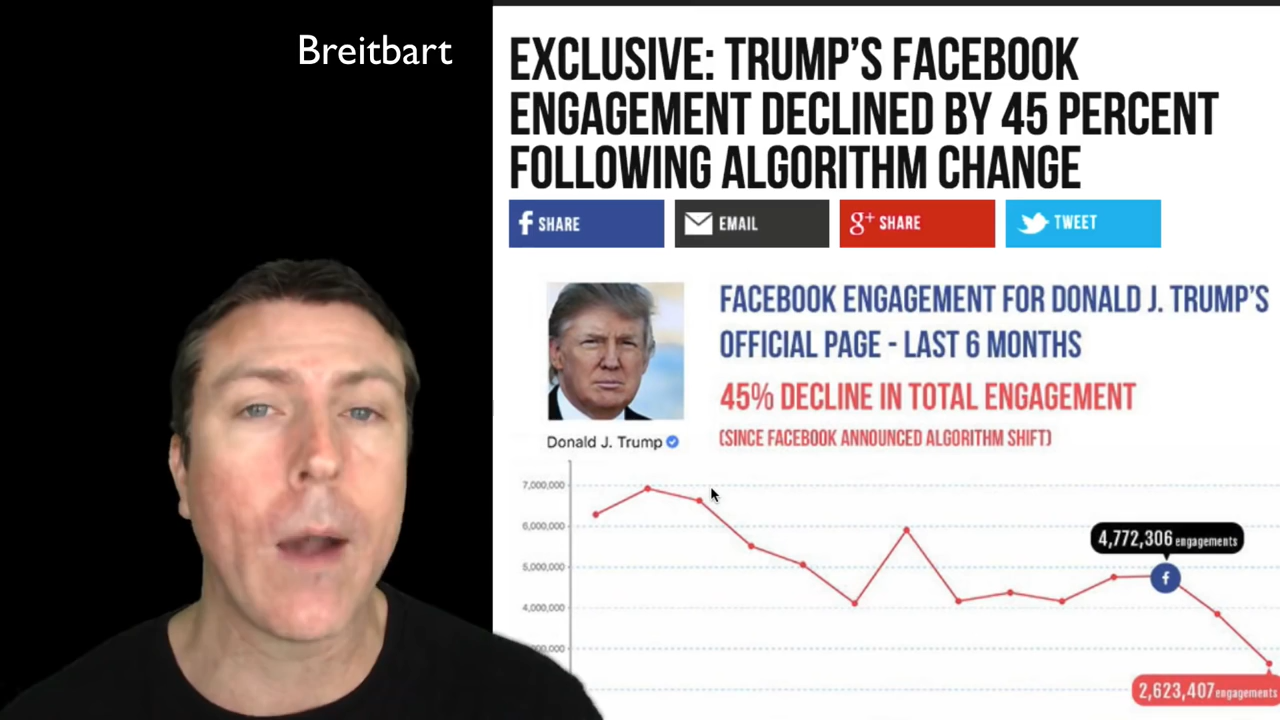 Breitbart
EXCLUSIVE: TRUMP'S FACEBOOK
ENGAGEMENT DECLINED BY 45 PERCENT
FOLLOWING ALGORITHM CHANGE
f SHARE
EMAIL
g+ SHARE
TWEET
FACEBOOK ENGAGEMENT FOR DONALD J. TRUMP'S
OFFICIAL PAGE - LAST 6 MONTHS
45% DECLINE IN TOTAL ENGAGEMENT
(SINCE FACEBOOK ANNOUNCED ALGORITHM SHIFT)
Donald J. Trump
7,000,000
6,000,000
4,772,306 engagements
5,000,000
f
4,000,000
2,623,407 engagements